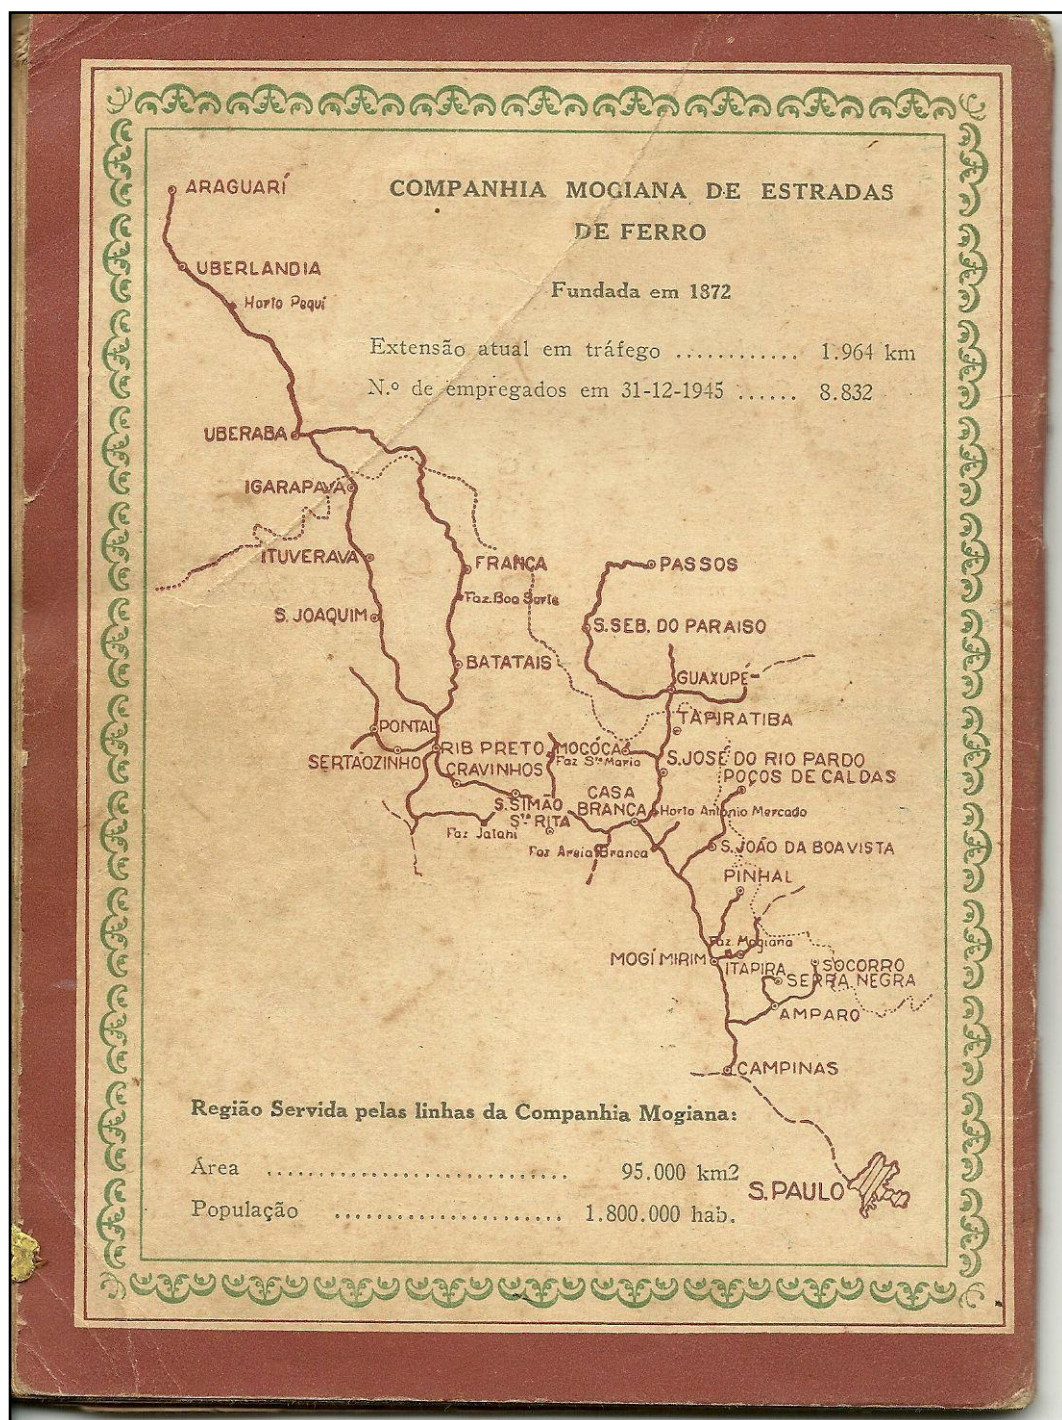 COMPANHIA MOGIANA DE ESTRADAS
DE FERRO
Fundada em 1872
Extensão atual em tráfego ............ 1.964 km
N.º de empregados em 31-12-1945 ...... 8.832
ARAGUARÍ
UBERLANDIA
Horto Pequí
UBERABA
IGARAPAVA
ITUVERAVA
FRANCA
PASSOS
Faz. Boa Sorte
S. JOAQUIM
S. SEB. DO PARAISO
BATATAIS
GUAXUPÉ
PONTAL
TAPIRATIBA
SERTÃOZINHO
RIB PRETO
MOCÓCA
Faz Sta Maria
S. JOSÉ DO RIO PARDO
CRAVINHOS
POÇOS DE CALDAS
S. SIMÃO
CASA
BRANCA
Horto Antonio Mercado
Sta RITA
Faz Jatahi
Faz Areia Branca
S. JOÃO DA BOA VISTA
PINHAL
Faz Mogiana
MOGÍ MIRIM
ITAPIRA
SOCORRO
SERRA NEGRA
AMPARO
CAMPINAS
S. PAULO
Região Servida pelas linhas da Companhia Mogiana:
Área ............................. 95.000 km2
População ...................... 1.800.000 hab.